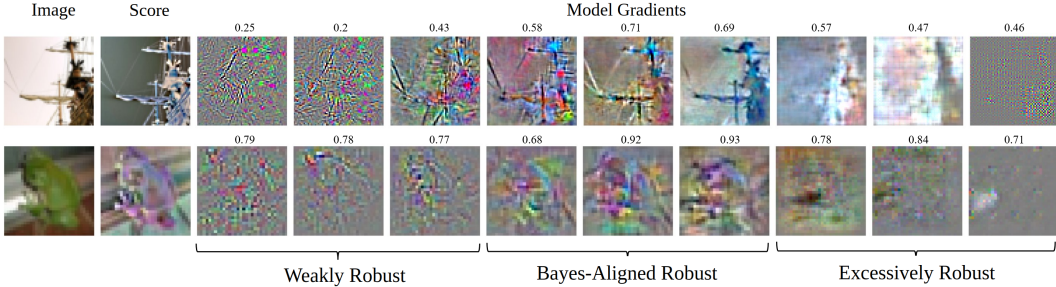 Image Score Model Gradients
0.25 0.2 0.43 0.58 0.71 0.69 0.57 0.47 0.46
0.79 0.78 0.77 0.68 0.92 0.93 0.78 0.84 0.71
Weakly Robust Bayes-Aligned Robust Excessively Robust